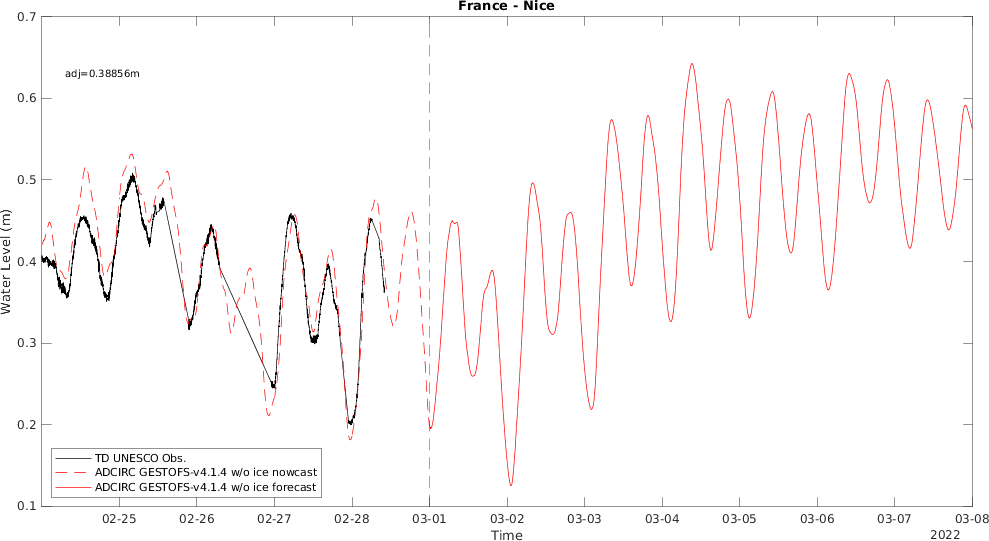 France - Nice
adj=0.38856m
0.7
0.6
0.5
0.4
0.3
0.2
0.1
Water Level (m)
TD UNESCO Obs.
ADCIRC GESTOFS-v4.1.4 w/o ice nowcast
ADCIRC GESTOFS-v4.1.4 w/o ice forecast
02-25 02-26 02-27 02-28 03-01 03-02 03-03 03-04 03-05 03-06 03-07 03-08
Time
2022